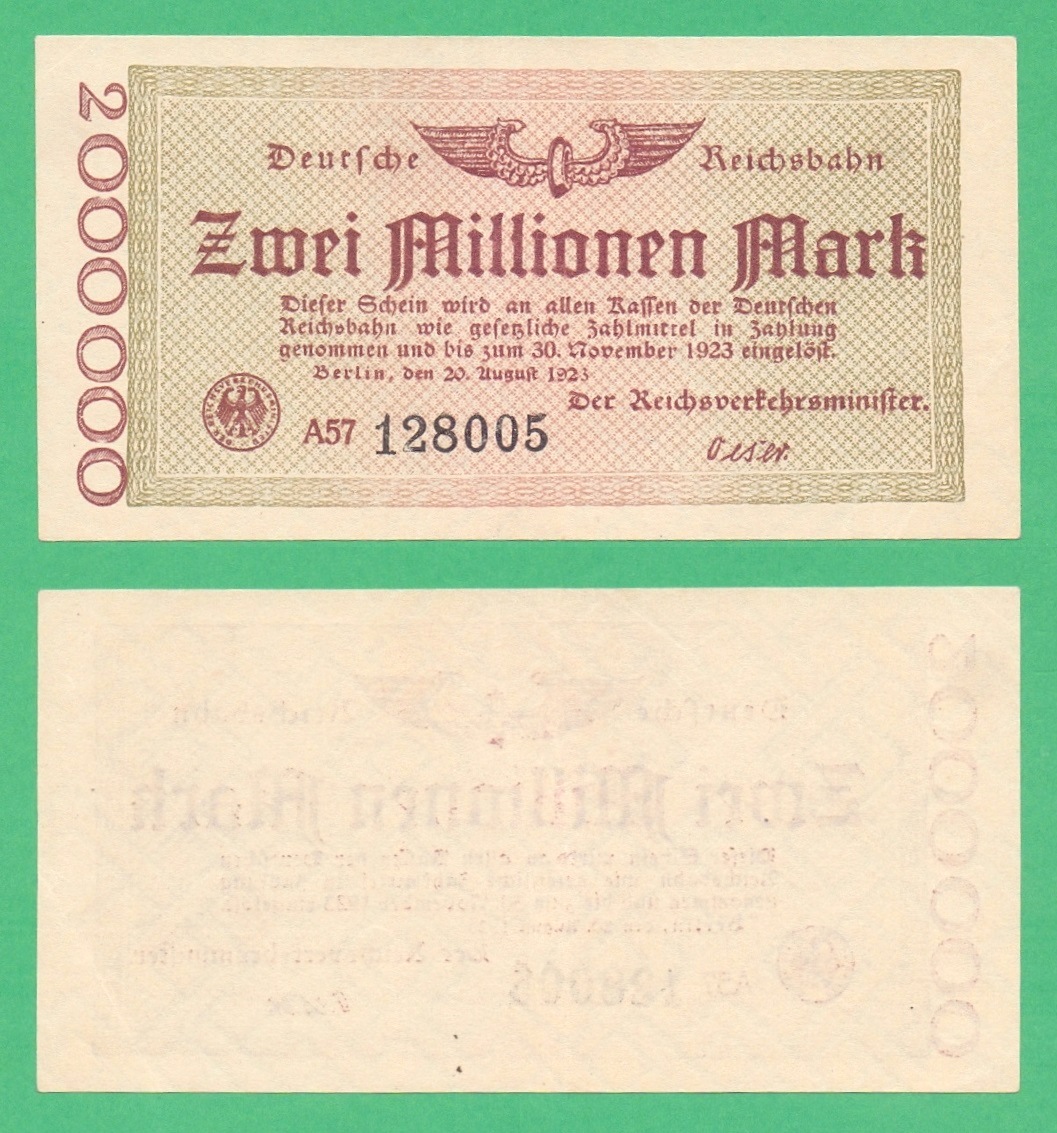 2000000
Deutsche Reichsbahn
Zwei Millionen Mark
Dieser Schein wird an allen Kassen der Deutschen
Reichsbahn wie gesetzliche Zahlmittel in Zahlung
genommen und bis zum 30. November 1923 eingelöst.
Berlin, den 20. August 1923
Der Reichsverkehrsminister.
A57 128005
Oeser.